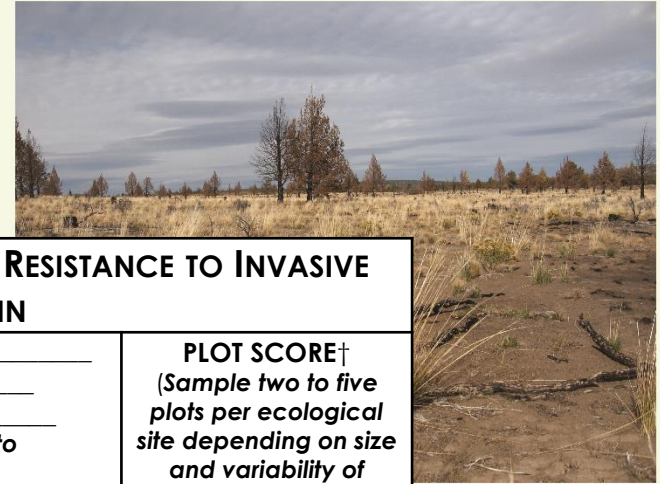 RESISTANCE TO INVASIVE
IN
PLOT SCORE†
(Sample two to five
plots per ecological
site depending on size
to
and variability of